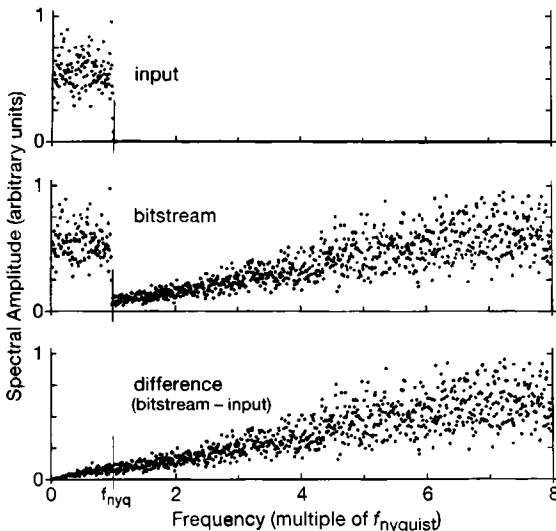 Spectral Amplitude (arbitrary units)
1
input
0
1
bitstream
0
1
difference
(bitstream – input)
0
0 fnyq 2 4 6 8
Frequency (multiple of fnyquist)